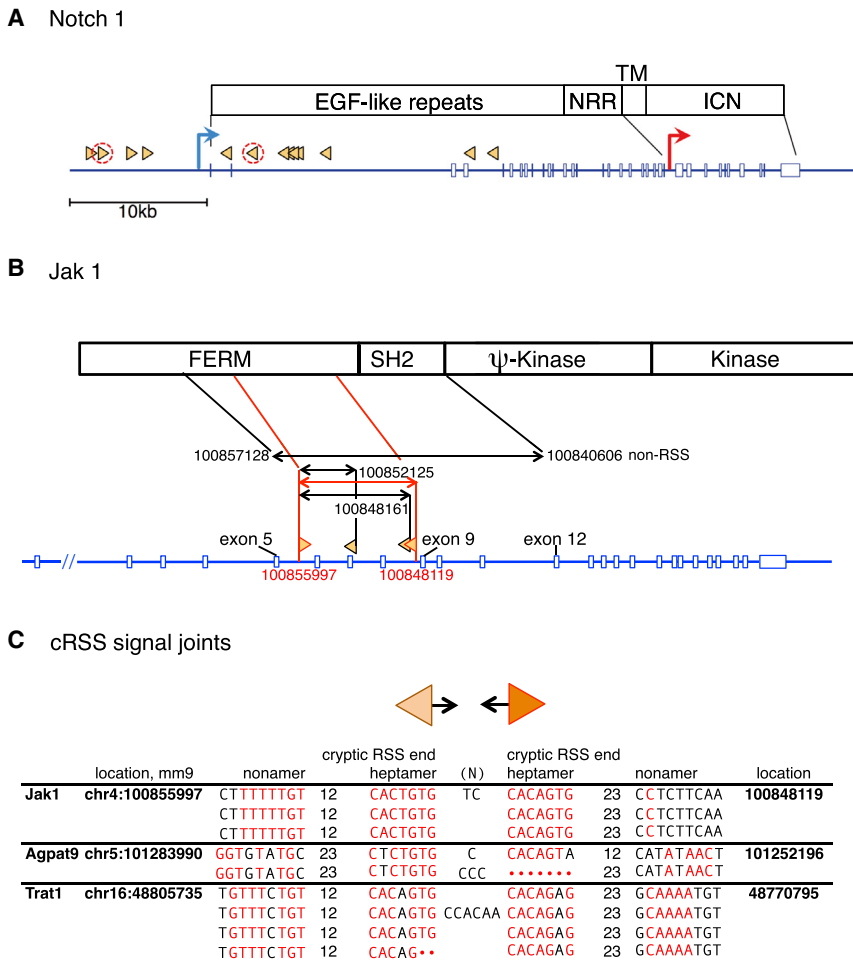 A Notch 1
TM
EGF-like repeats NRR ICN
10kb
B Jak 1
FERM SH2 ψ-Kinase Kinase
100857128 100840606 non-RSS
100852125
100848161
exon 5 exon 9 exon 12
//
100855997 100848119
C cRSS signal joints
cryptic RSS end cryptic RSS end
location, mm9 nonamer heptamer (N) heptamer nonamer location
Jak1 chr4:100855997 CTTTTTTGT 12 CACTGTG TC CACAGTG 23 CCTCTTCAA 100848119
CTTTTTTGT 12 CACTGTG CACAGTG 23 CCTCTTCAA
CTTTTTTGT 12 CACTGTG CACAGTG 23 CCTCTTCAA
Agpat9 chr5:101283990 GGTGTATGC 23 CTCTGTG C CACAGTA 12 CATATAACT 101252196
GGTGTATGC 23 CTCTGTG CCC ••••••• 23 CATATAACT
Trat1 chr16:48805735 TGTTTCTGT 12 CACAGTG CACAGAG 23 GCAAAATGT 48770795
TGTTTCTGT 12 CACAGTG CCACAA CACAGAG 23 GCAAAATGT
TGTTTCTGT 12 CACAGTG CACAGAG 23 GCAAAATGT
TGTTTCTGT 12 CACAG•• CACAGAG 23 GCAAAATGT